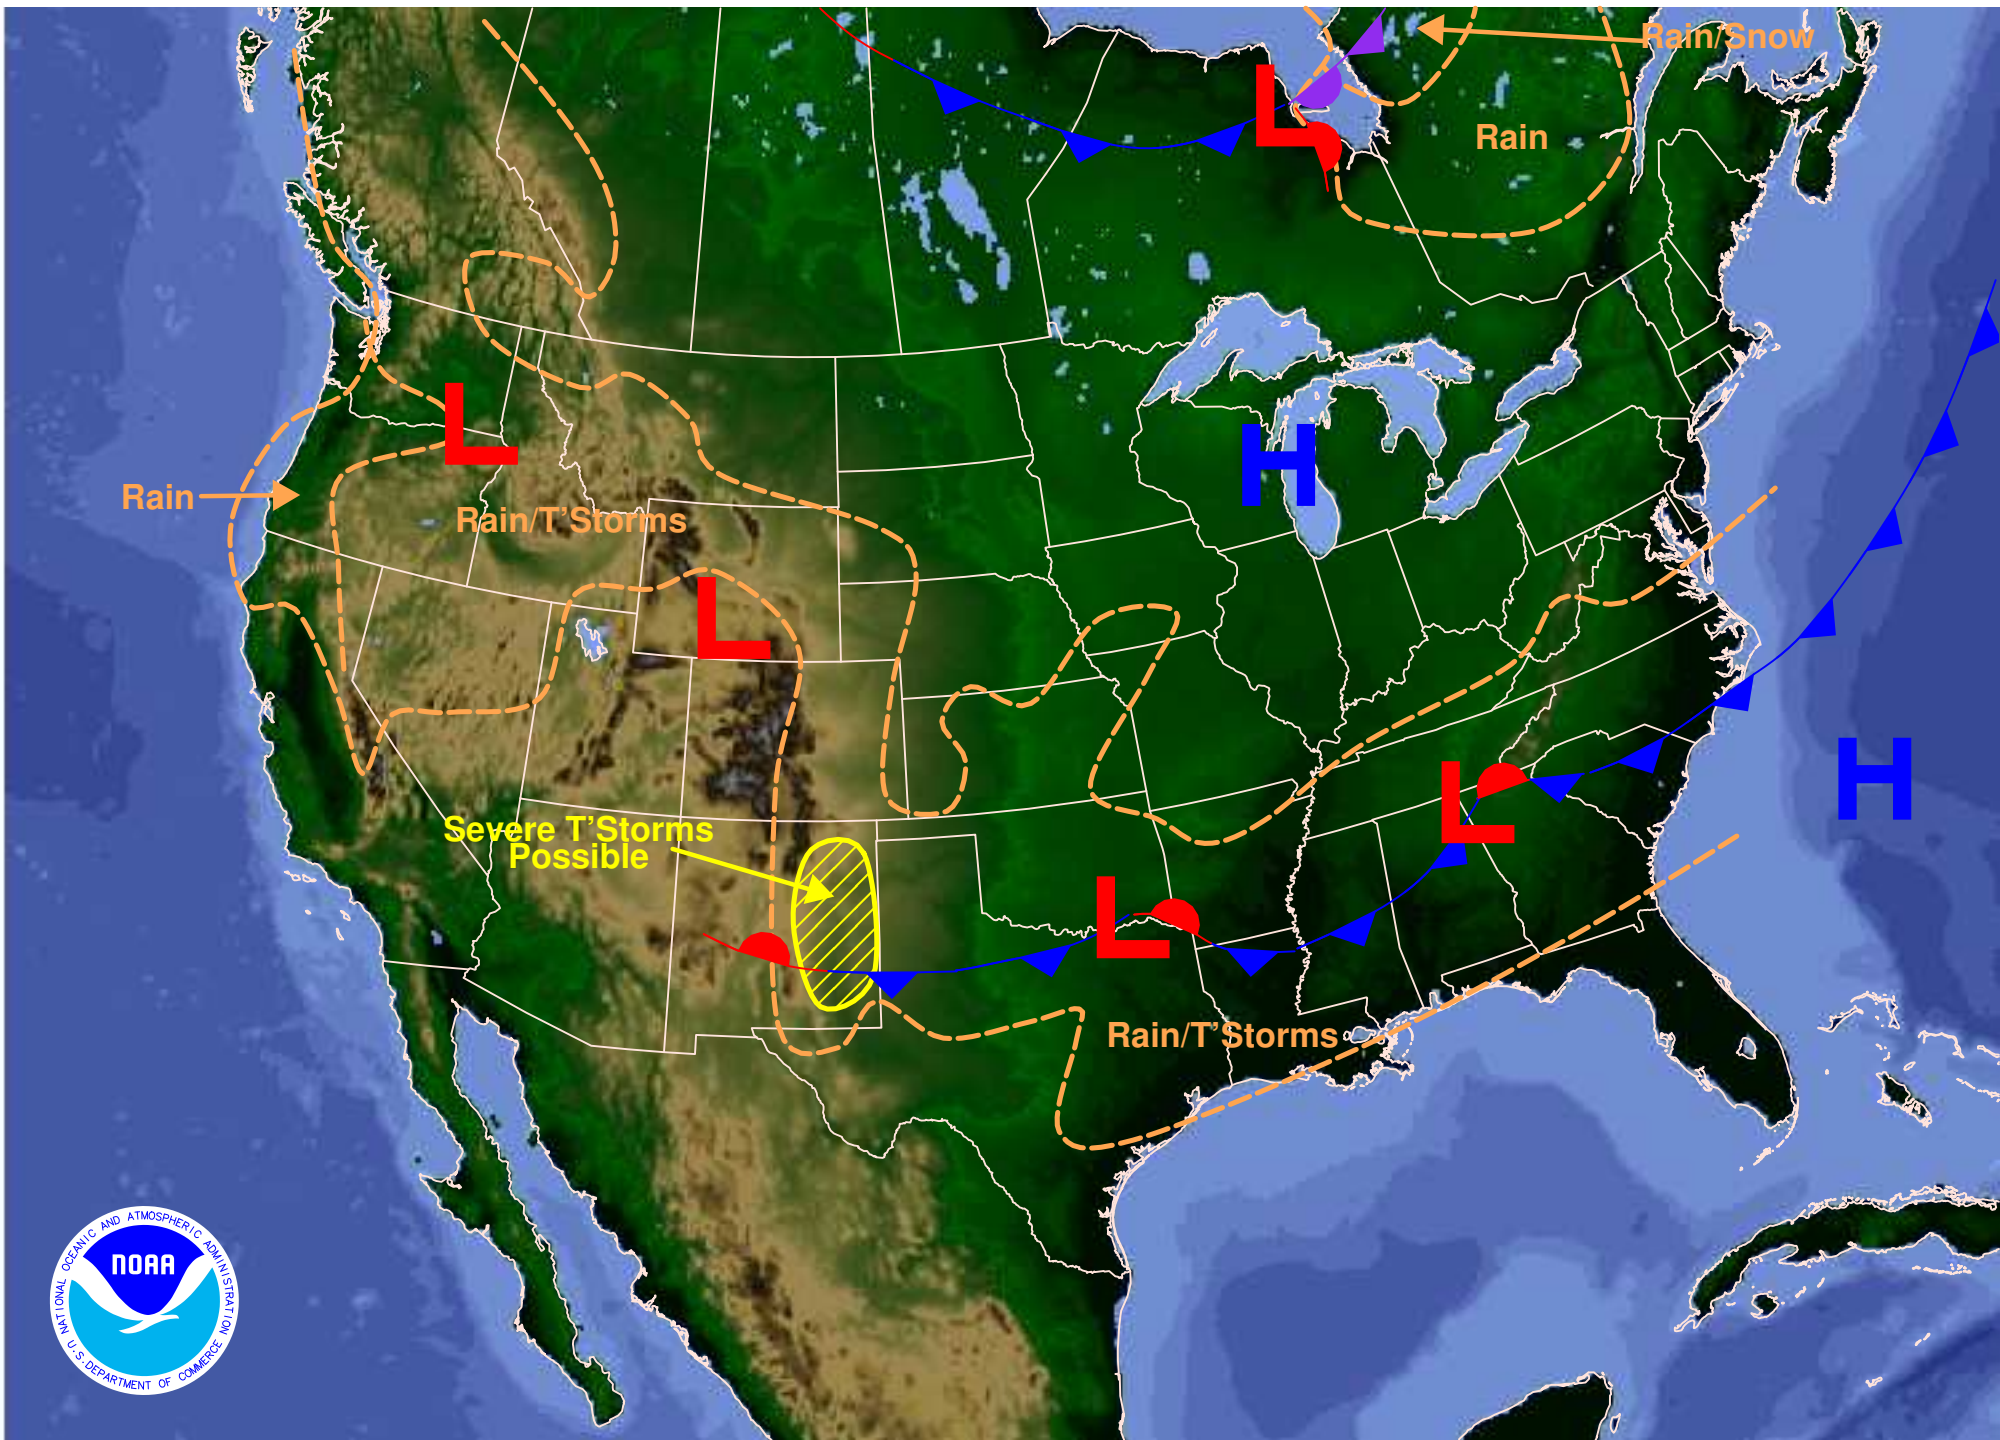 Rain/Snow
L
Rain
L
H
Rain
Rain/T'Storms
L
H
Severe T'Storms
Possible
L
L
Rain/T'Storms
NATIONAL OCEANIC AND ATMOSPHERIC ADMINISTRATION
NOAA
U.S. DEPARTMENT OF COMMERCE